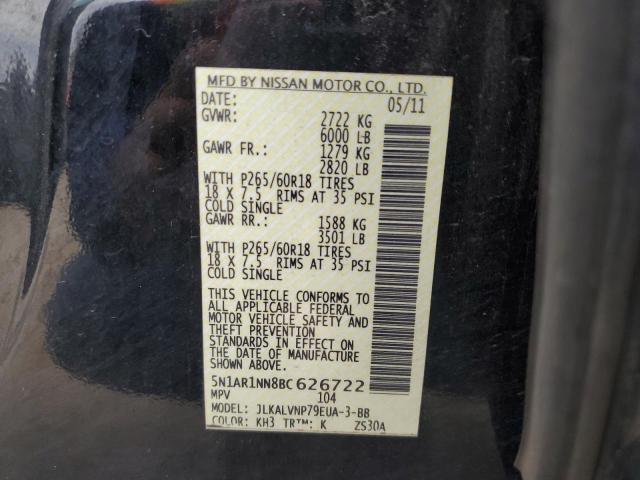 MFD BY NISSAN MOTOR CO., LTD.
DATE: 05/11
GVWR: 2722 KG
6000 LB
GAWR FR.: 1279 KG
2820 LB
WITH P265/60R18 TIRES
18 X 7.5 RIMS AT 35 PSI
COLD SINGLE
GAWR RR.: 1588 KG
3501 LB
WITH P265/60R18 TIRES
18 X 7.5 RIMS AT 35 PSI
COLD SINGLE
THIS VEHICLE CONFORMS TO
ALL APPLICABLE FEDERAL
MOTOR VEHICLE SAFETY AND
THEFT PREVENTION
STANDARDS IN EFFECT ON
THE DATE OF MANUFACTURE
SHOWN ABOVE.
5N1AR1NN8BC626722
MPV 104
MODEL: JLKALVNP79EUA-3-BB
COLOR: KH3 TR™: K ZS30A